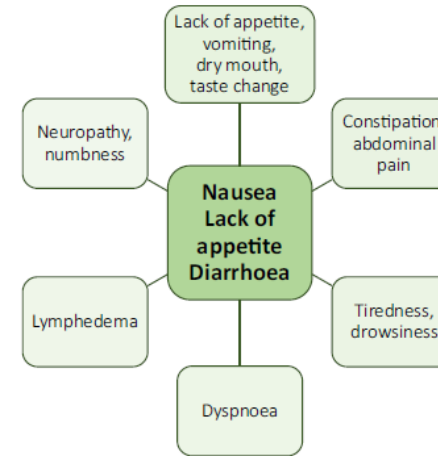 Lack of appetite,
vomiting,
dry mouth,
taste change
Neuropathy,
numbness
Constipation
abdominal
pain
Nausea
Lack of
appetite
Diarrhoea
Lymphedema
Tiredness,
drowsiness
Dyspnoea